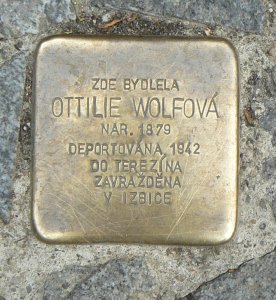 ZDE BYDLELA
OTTILIE WOLFOVÁ
NAR. 1879
DEPORTOVÁNA 1942
DO TEREZÍNA
ZAVRAŽDĚNA
V IZBICE